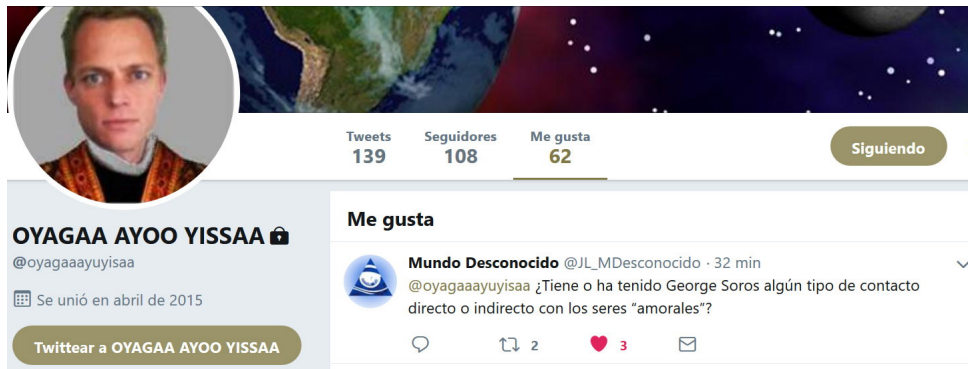 Tweets Seguidores Me gusta
139 108 62
Siguiendo
OYAGAA AYOO YISSAA
@oyagaaayuyisaa
Se unió en abril de 2015
Twittear a OYAGAA AYOO YISSAA
Me gusta
Mundo Desconocido @JL_MDesconocido · 32 min
@oyagaaayuyisaa ¿Tiene o ha tenido George Soros algún tipo de contacto
directo o indirecto con los seres “amorales”?
2 3